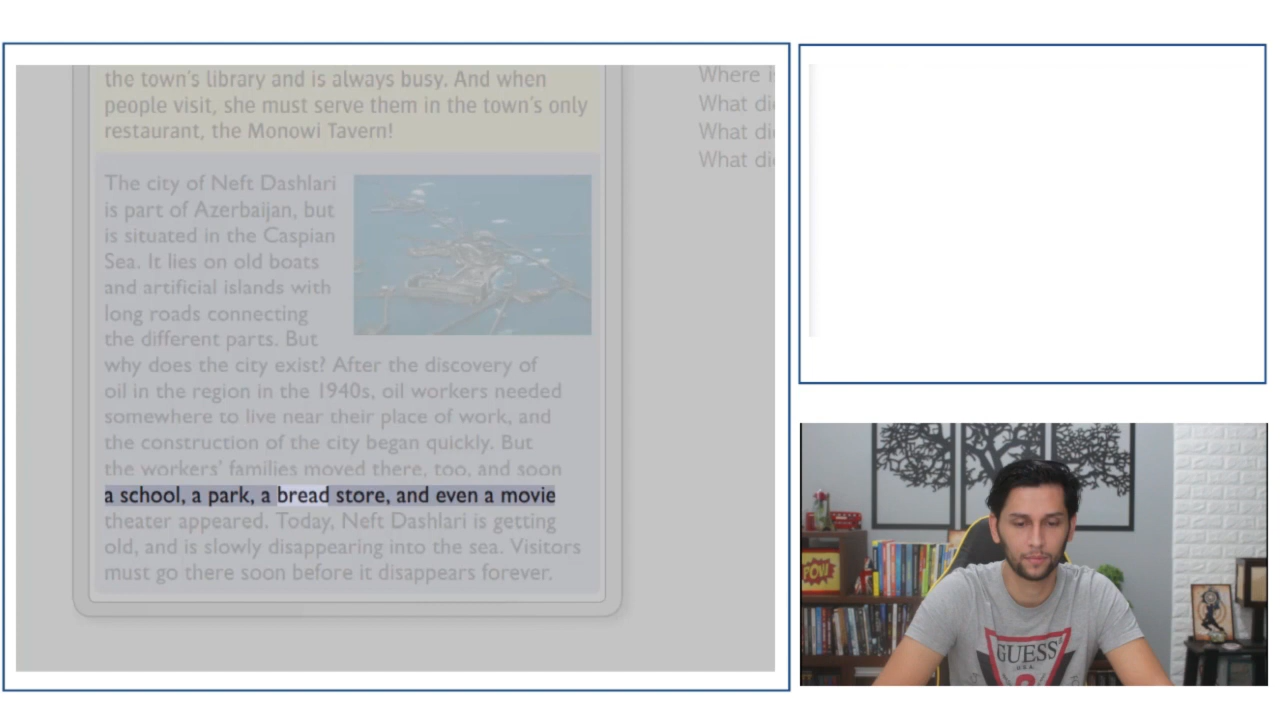 the town's library and is always busy. And when
people visit, she must serve them in the town's only
restaurant, the Monowi Tavern!
The city of Neft Dashlari
is part of Azerbaijan, but
is situated in the Caspian
Sea. It lies on old boats
and artificial islands with
long roads connecting
the different parts. But
why does the city exist? After the discovery of
oil in the region in the 1940s, oil workers needed
somewhere to live near their place of work, and
the construction of the city began quickly. But
the workers' families moved there, too, and soon
a school, a park, a bread store, and even a movie
theater appeared. Today, Neft Dashlari is getting
old, and is slowly disappearing into the sea. Visitors
must go there soon before it disappears forever.
Where
What
What
What
POW!
GUESS
U.S.A.